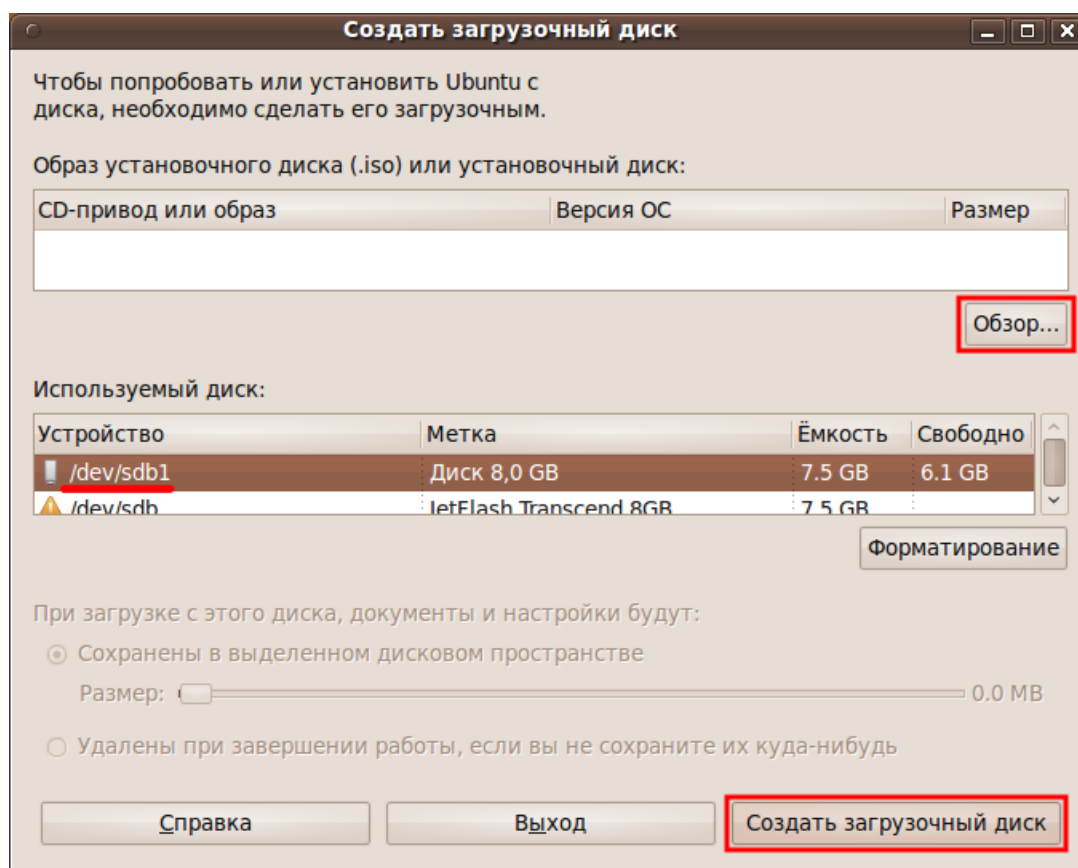 Создать загрузочный диск
Чтобы попробовать или установить Ubuntu с
диска, необходимо сделать его загрузочным.
Образ установочного диска (.iso) или установочный диск:
CD-привод или образ Версия ОС Размер
Обзор...
Используемый диск:
Устройство Метка Ёмкость Свободно
/dev/sdb1 Диск 8,0 GB 7.5 GB 6.1 GB
/dev/sdb JetFlash Transcend 8GB 7.5 GB
Форматирование
При загрузке с этого диска, документы и настройки будут:
Сохранены в выделенном дисковом пространстве
Размер: 0.0 MB
Удалены при завершении работы, если вы не сохраните их куда-нибудь
Справка Выход Создать загрузочный диск